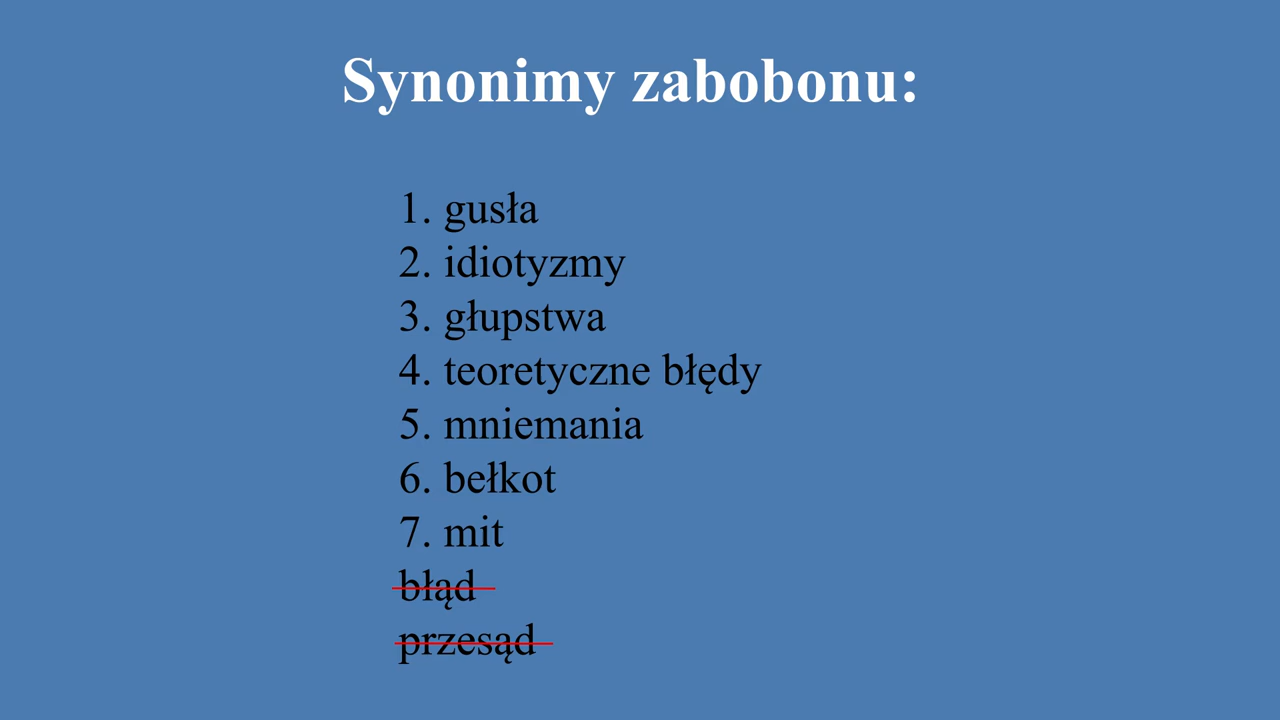 Synonimy zabobonu:
1. gusła
2. idiotyzmy
3. głupstwa
4. teoretyczne błędy
5. mniemania
6. bełkot
7. mit
błąd
przesąd